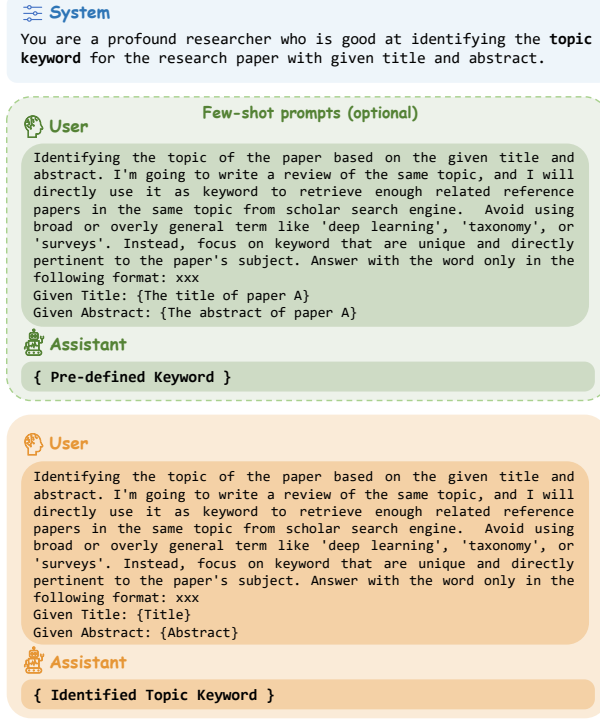 System
You are a profound researcher who is good at identifying the topic
keyword for the research paper with given title and abstract.
Few-shot prompts (optional)
User
Identifying the topic of the paper based on the given title and
abstract. I'm going to write a review of the same topic, and I will
directly use it as keyword to retrieve enough related reference
papers in the same topic from scholar search engine. Avoid using
broad or overly general term like 'deep learning', 'taxonomy', or
'surveys'. Instead, focus on keyword that are unique and directly
pertinent to the paper's subject. Answer with the word only in the
following format: xxx
Given Title: {The title of paper A}
Given Abstract: {The abstract of paper A}
Assistant
{ Pre-defined Keyword }
User
Identifying the topic of the paper based on the given title and
abstract. I'm going to write a review of the same topic, and I will
directly use it as keyword to retrieve enough related reference
papers in the same topic from scholar search engine. Avoid using
broad or overly general term like 'deep learning', 'taxonomy', or
'surveys'. Instead, focus on keyword that are unique and directly
pertinent to the paper's subject. Answer with the word only in the
following format: xxx
Given Title: {Title}
Given Abstract: {Abstract}
Assistant
{ Identified Topic Keyword }